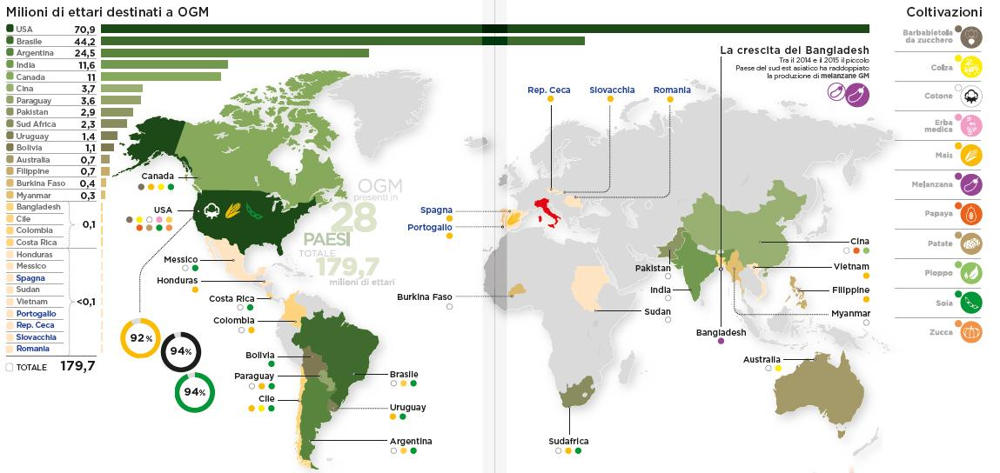 Milioni di ettari destinati a OGM
USA 70,9
Brasile 44,2
Argentina 24,5
India 11,6
Canada 11
Cina 3,7
Paraguay 3,6
Pakistan 2,9
Sud Africa 2,3
Uruguay 1,4
Bolivia 1,1
Australia 0,7
Filippine 0,7
Burkina Faso 0,4
Myanmar 0,3
Bangladesh
Cile
Colombia
Costa Rica
0,1
Honduras
Messico
Spagna
Sudan
Vietnam
Portogallo
Rep. Ceca
Slovacchia
Romania
<0,1
TOTALE 179,7
Canada
USA
Messico
Honduras
Costa Rica
Colombia
Bolivia
Paraguay
Cile
92%
94%
94%
Brasile
Uruguay
Argentina
OGM
presenti in
28
PAESI
TOTALE
179,7
milioni di ettari
Spagna
Portogallo
Burkina Faso
Rep. Ceca
Slovacchia
Romania
La crescita del Bangladesh
Tra il 2014 e il 2015 il piccolo
Paese del sud est asiatico ha raddoppiato
la produzione di melanzane GM
Pakistan
India
Sudan
Bangladesh
Sudafrica
Cina
Vietnam
Filippine
Myanmar
Australia
Coltivazioni
Barbabietola
da zucchero
Colza
Cotone
Erba
medica
Mais
Melanzana
Papaya
Patate
Pioppo
Soia
Zucca